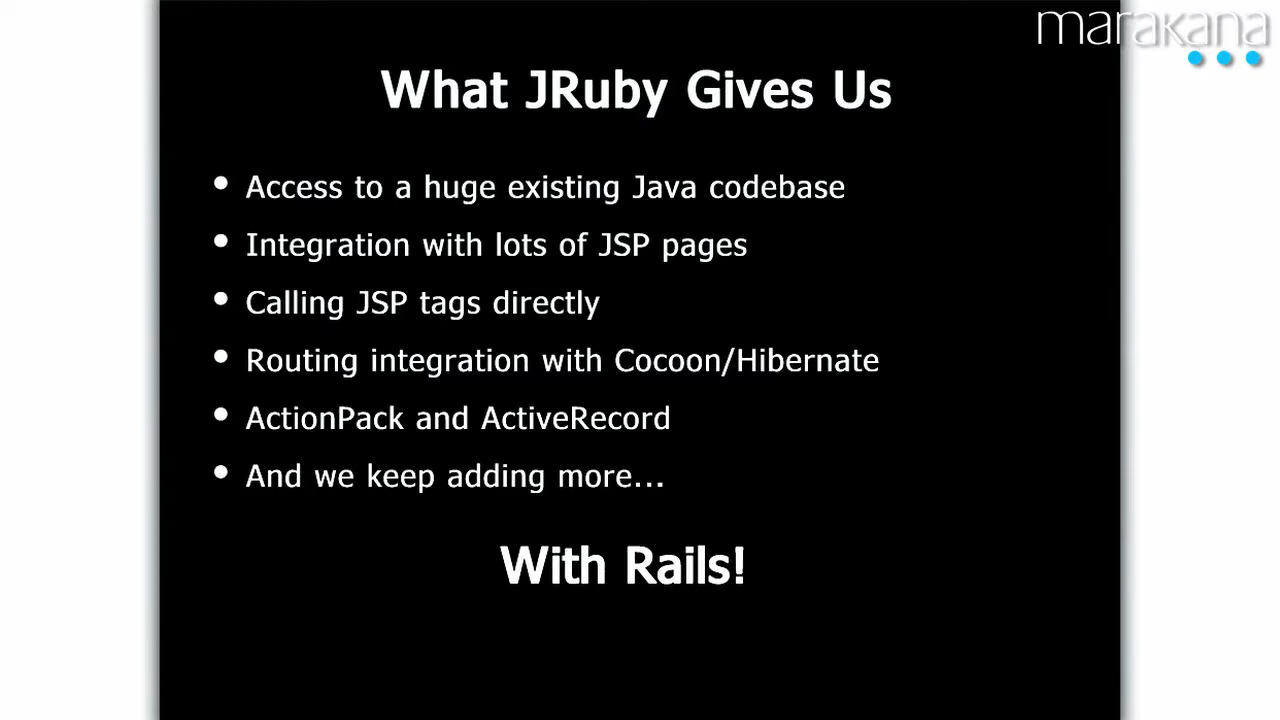 marakana
What JRuby Gives Us
• Access to a huge existing Java codebase
• Integration with lots of JSP pages
• Calling JSP tags directly
• Routing integration with Cocoon/Hibernate
• ActionPack and ActiveRecord
• And we keep adding more...
With Rails!